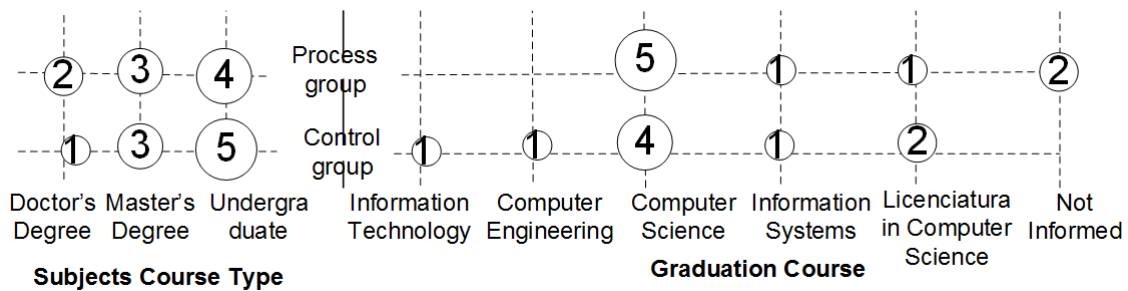 2 3 4 Process group 5 1 1 2
1 3 5 Control group 1 1 4 1 2
Doctor's Degree
Master's Degree
Undergra
duate
Information
Technology
Computer
Engineering
Computer
Science
Information
Systems
Licenciatura
in Computer
Science
Not
Informed
Subjects Course Type
Graduation Course